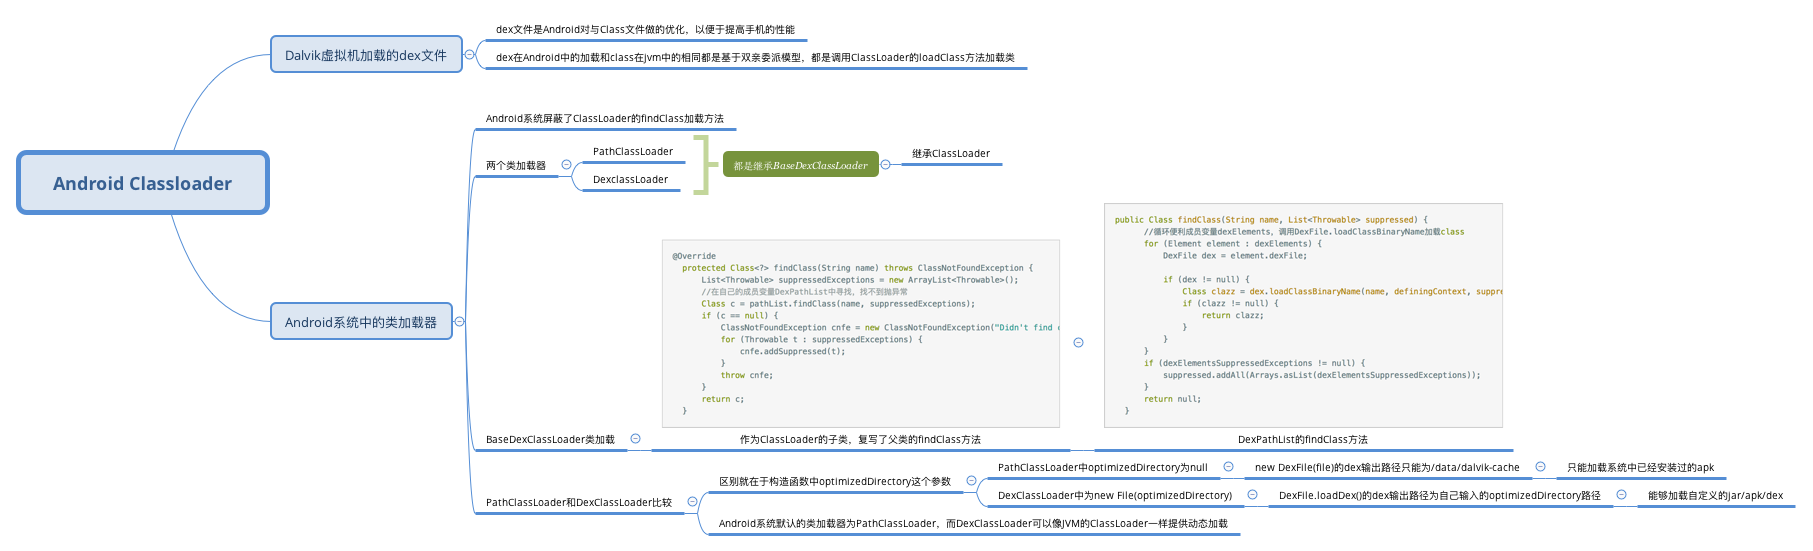 Android Classloader
Dalvik虚拟机加载的dex文件
dex文件是Android对与Class文件做的优化，以便于提高手机的性能
dex在Android中的加载和class在jvm中的相同都是基于双亲委派模型，都是调用ClassLoader的loadClass方法加载类
Android系统中的类加载器
Android系统屏蔽了ClassLoader的findClass加载方法
两个类加载器
PathClassLoader
DexclassLoader
都是继承BaseDexClassLoader
继承ClassLoader
BaseDexClassLoader类加载
@Override
protected Class<?> findClass(String name) throws ClassNotFoundException {
List<Throwable> suppressedExceptions = new ArrayList<Throwable>();
//在自己的成员变量DexPathList中寻找，找不到抛异常
Class c = pathList.findClass(name, suppressedExceptions);
if (c == null) {
ClassNotFoundException cnfe = new ClassNotFoundException("Didn't find
for (Throwable t : suppressedExceptions) {
cnfe.addSuppressed(t);
}
throw cnfe;
}
return c;
}
作为ClassLoader的子类，复写了父类的findClass方法
public Class findClass(String name, List<Throwable> suppressed) {
//循环便利成员变量dexElements，调用DexFile.loadClassBinaryName加载class
for (Element element : dexElements) {
DexFile dex = element.dexFile;
if (dex != null) {
Class clazz = dex.loadClassBinaryName(name, definingContext, suppre
if (clazz != null) {
return clazz;
}
}
}
if (dexElementsSuppressedExceptions != null) {
suppressed.addAll(Arrays.asList(dexElementsSuppressedExceptions));
}
return null;
}
DexPathList的findClass方法
PathClassLoader和DexClassLoader比较
区别就在于构造函数中optimizedDirectory这个参数
PathClassLoader中optimizedDirectory为null
new DexFile(file)的dex输出路径只能为/data/dalvik-cache
只能加载系统中已经安装过的apk
DexClassLoader中为new File(optimizedDirectory)
DexFile.loadDex()的dex输出路径为自己输入的optimizedDirectory路径
能够加载自定义的jar/apk/dex
Android系统默认的类加载器为PathClassLoader，而DexClassLoader可以像JVM的ClassLoader一样提供动态加载